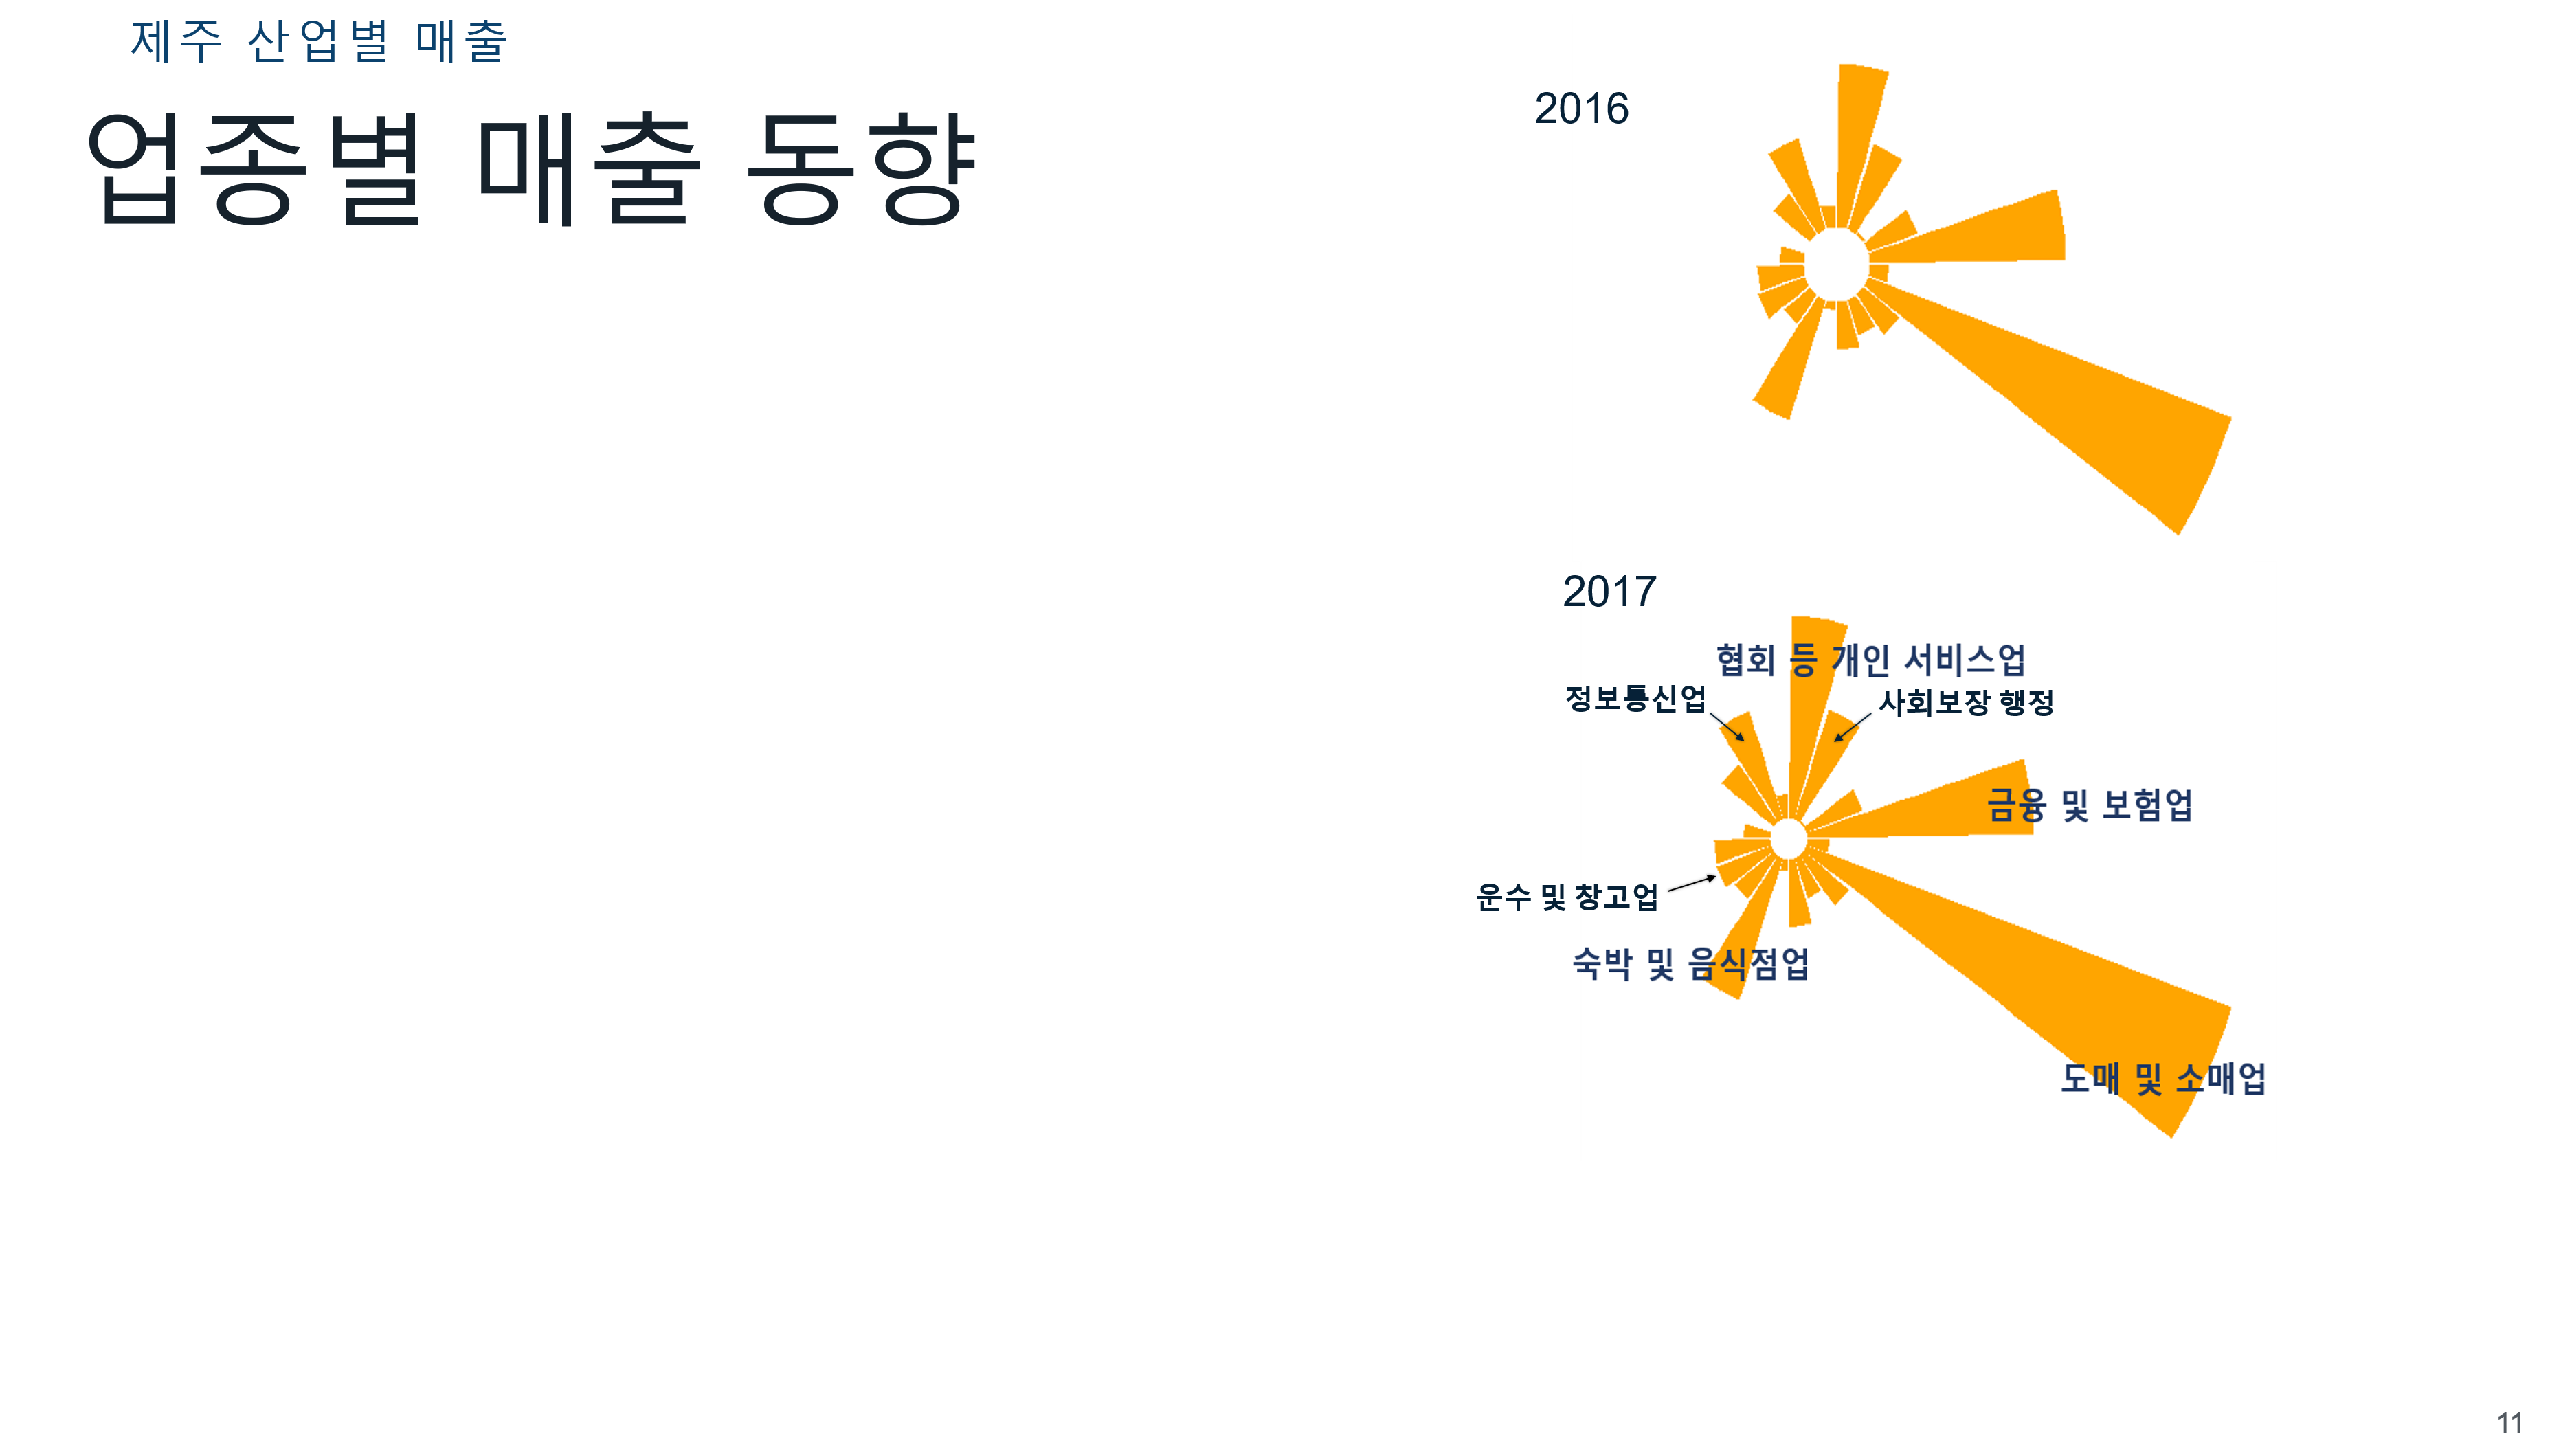 제주 산업별 매출
업종별 매출 동향
2016
2017
협회 등 개인 서비스업
정보통신업
사회보장 행정
금융 및 보험업
운수 및 창고업
숙박 및 음식점업
도매 및 소매업
11